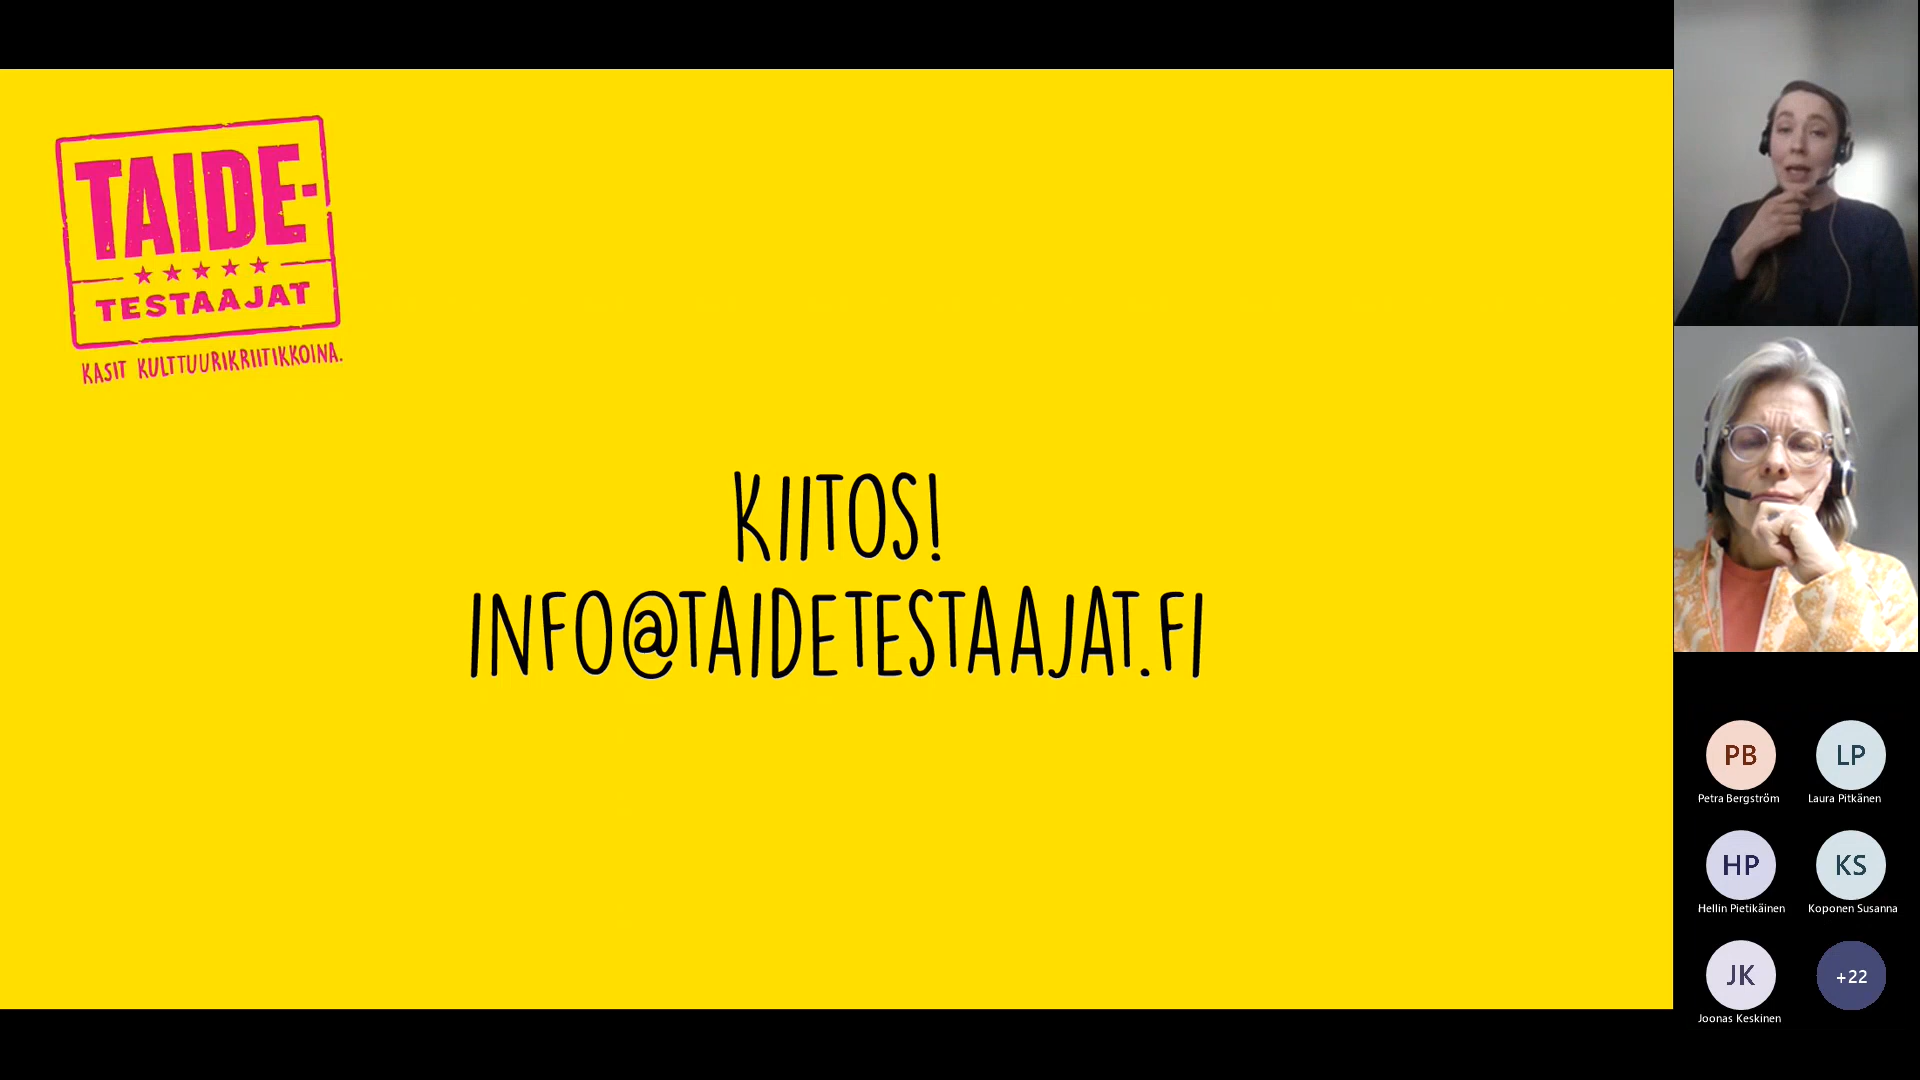 TAIDE-
TESTAAJAT
KASIT KULTTUURIKRIITIKKOINA.
KIITOS!
INFO@TAIDETESTAAJAT.FI
PB
Petra Bergström
LP
Laura Pitkänen
HP
Hellin Pietikäinen
KS
Koponen Susanna
JK
Joonas Keskinen
+22